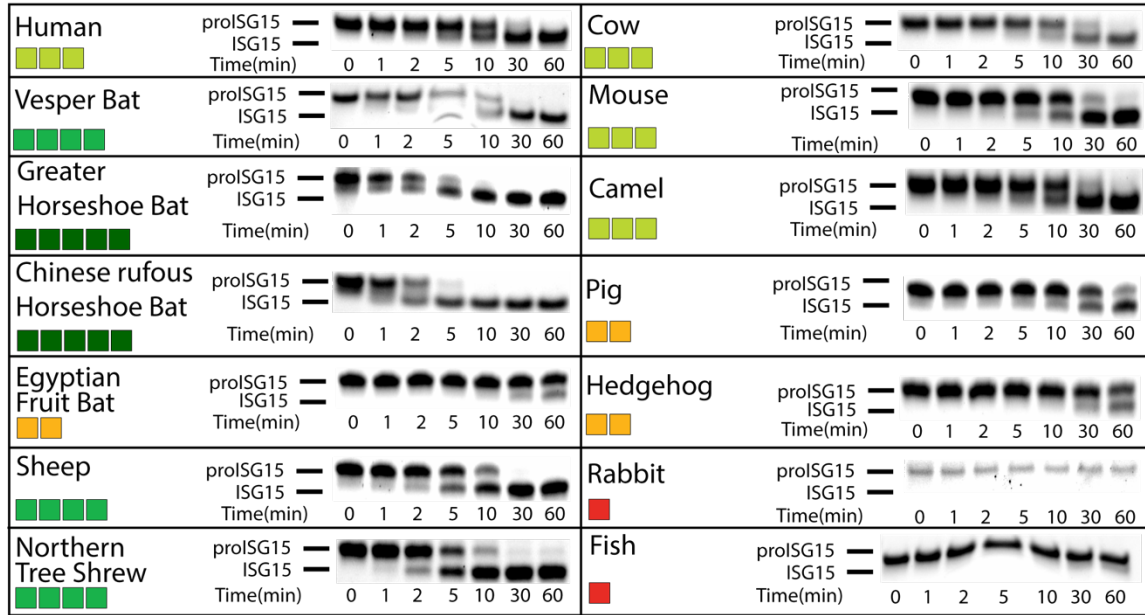 Human
proISG15
ISG15
Time(min) 0 1 2 5 10 30 60
Cow
proISG15
ISG15
Time(min) 0 1 2 5 10 30 60
Vesper Bat
proISG15
ISG15
Time(min) 0 1 2 5 10 30 60
Mouse
proISG15
ISG15
Time(min) 0 1 2 5 10 30 60
Greater
Horseshoe Bat
proISG15
ISG15
Time(min) 0 1 2 5 10 30 60
Camel
proISG15
ISG15
Time(min) 0 1 2 5 10 30 60
Chinese rufous
Horseshoe Bat
proISG15
ISG15
Time(min) 0 1 2 5 10 30 60
Pig
proISG15
ISG15
Time(min) 0 1 2 5 10 30 60
Egyptian
Fruit Bat
proISG15
ISG15
Time(min) 0 1 2 5 10 30 60
Hedgehog
proISG15
ISG15
Time(min) 0 1 2 5 10 30 60
Sheep
proISG15
ISG15
Time(min) 0 1 2 5 10 30 60
Rabbit
proISG15
ISG15
Time(min) 0 1 2 5 10 30 60
Northern
Tree Shrew
proISG15
ISG15
Time(min) 0 1 2 5 10 30 60
Fish
proISG15
ISG15
Time(min) 0 1 2 5 10 30 60